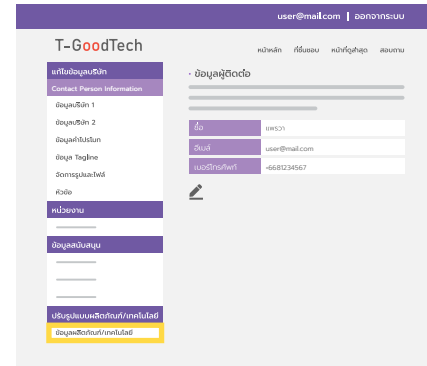 user@mail.com | ออกจากระบบ
T-GoodTech
หน้าหลัก ที่ชื่นชอบ หน้าที่ดูล่าสุด สอบถาม
แก้ไขข้อมูลบริษัท
Contact Person Information
ข้อมูลบริษัท 1
ข้อมูลบริษัท 2
ข้อมูลคำโปรโมท
ข้อมูล Tagline
จัดการรูปและไฟล์
หัวข้อ
หน่วยงาน
ข้อมูลสนับสนุน
ปรับรูปแบบผลิตภัณฑ์/เทคโนโลยี
ข้อมูลผลิตภัณฑ์/เทคโนโลยี
· ข้อมูลผู้ติดต่อ
ชื่อ แพรวา
อีเมล์ user@mail.com
เบอร์โทรศัพท์ +6681234567